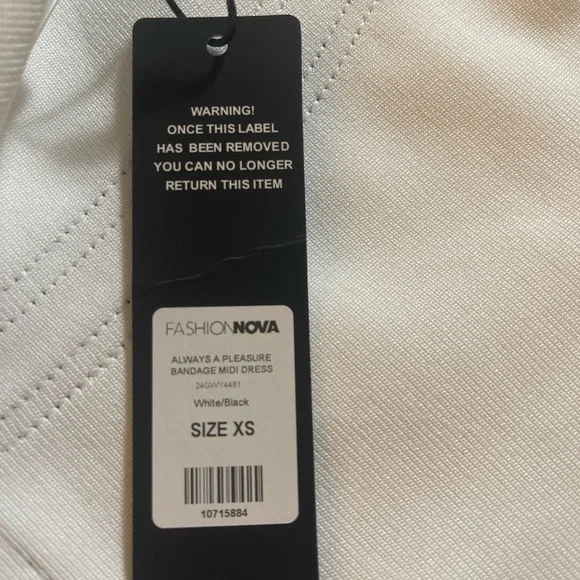 WARNING!
ONCE THIS LABEL
HAS BEEN REMOVED
YOU CAN NO LONGER
RETURN THIS ITEM
FASHIONNOVA
ALWAYS A PLEASURE
BANDAGE MIDI DRESS
24GWY4461
White/Black
SIZE XS
10715884